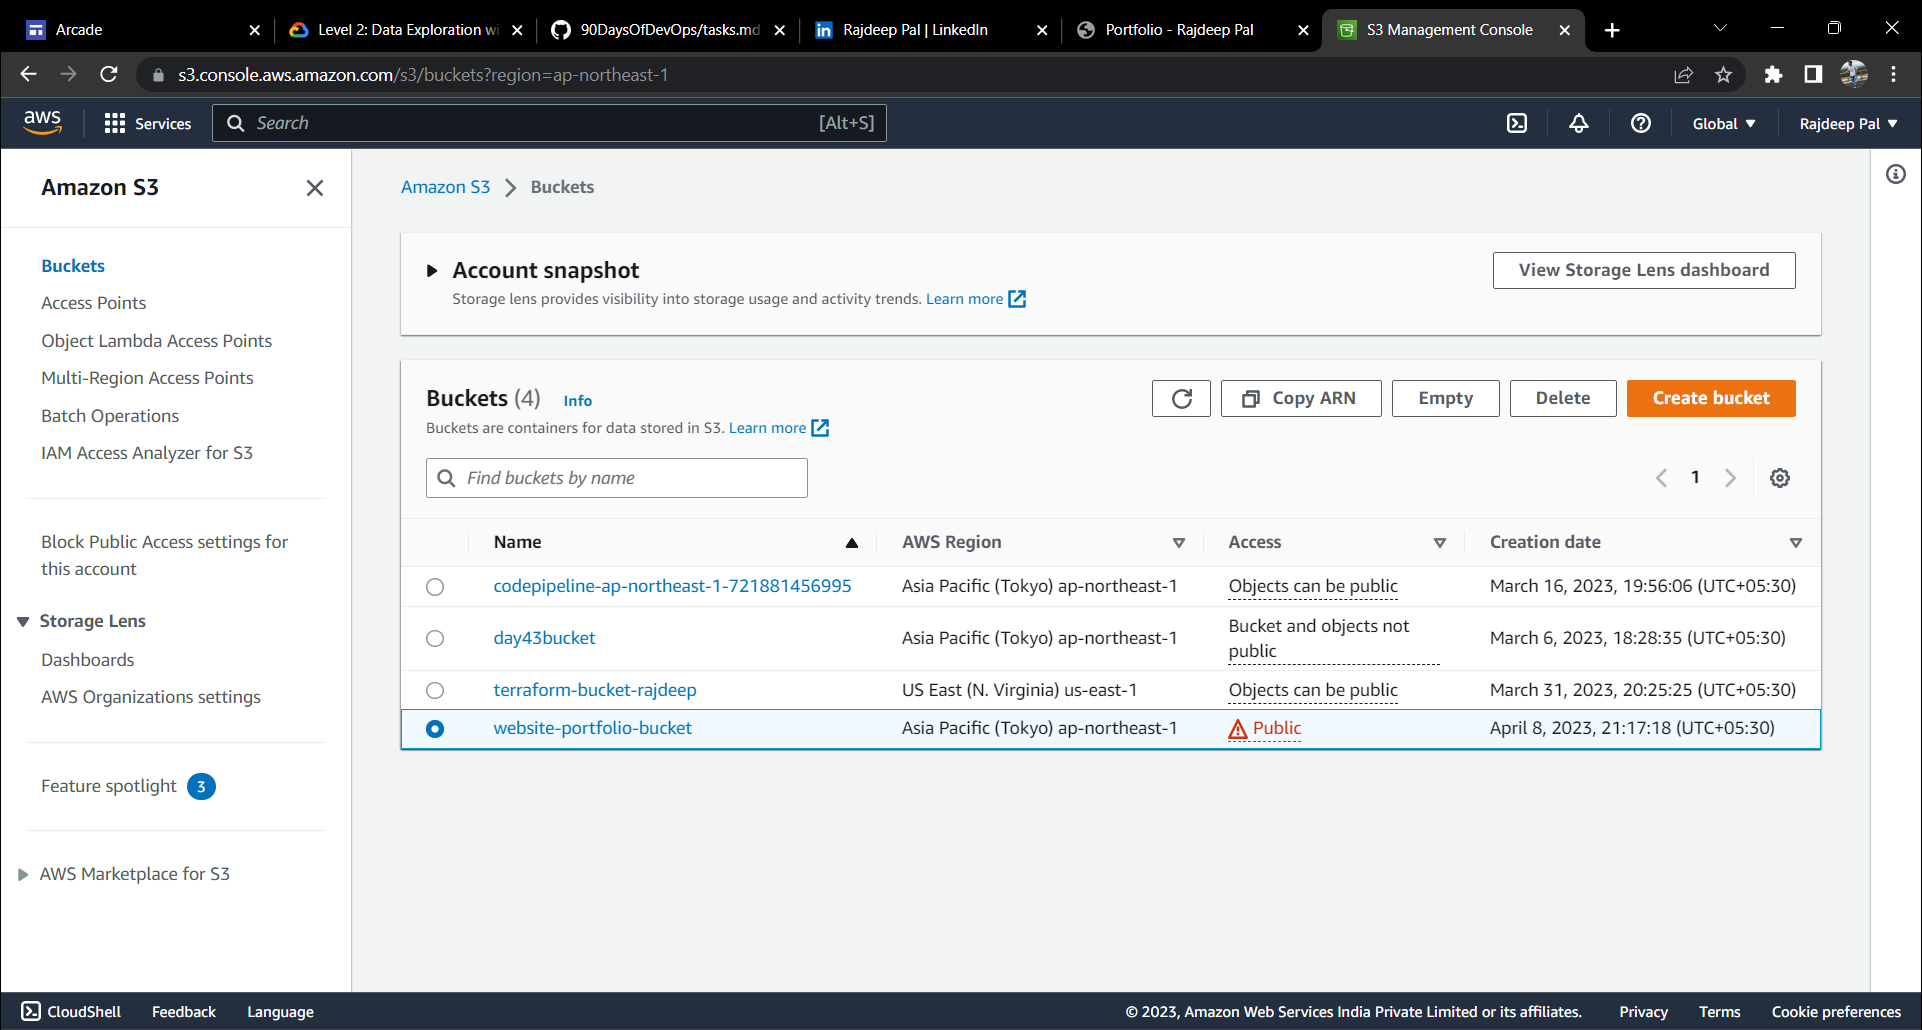 Arcade
Level 2: Data Exploration wi
90DaysOfDevOps/tasks.md
Rajdeep Pal | LinkedIn
Portfolio - Rajdeep Pal
S3 Management Console
s3.console.aws.amazon.com/s3/buckets?region=ap-northeast-1
aws
Services
Search
[Alt+S]
Global
Rajdeep Pal
Amazon S3
Buckets
Access Points
Object Lambda Access Points
Multi-Region Access Points
Batch Operations
IAM Access Analyzer for S3
Block Public Access settings for
this account
Storage Lens
Dashboards
AWS Organizations settings
Feature spotlight 3
AWS Marketplace for S3
Amazon S3 > Buckets
Account snapshot
Storage lens provides visibility into storage usage and activity trends. Learn more
View Storage Lens dashboard
Buckets (4) Info
Buckets are containers for data stored in S3. Learn more
Copy ARN
Empty
Delete
Create bucket
Find buckets by name
1
Name AWS Region Access Creation date
codepipeline-ap-northeast-1-721881456995 Asia Pacific (Tokyo) ap-northeast-1 Objects can be public March 16, 2023, 19:56:06 (UTC+05:30)
day43bucket Asia Pacific (Tokyo) ap-northeast-1 Bucket and objects not
public March 6, 2023, 18:28:35 (UTC+05:30)
terraform-bucket-rajdeep US East (N. Virginia) us-east-1 Objects can be public March 31, 2023, 20:25:25 (UTC+05:30)
website-portfolio-bucket Asia Pacific (Tokyo) ap-northeast-1 Public April 8, 2023, 21:17:18 (UTC+05:30)
CloudShell Feedback Language
© 2023, Amazon Web Services India Private Limited or its affiliates. Privacy Terms Cookie preferences